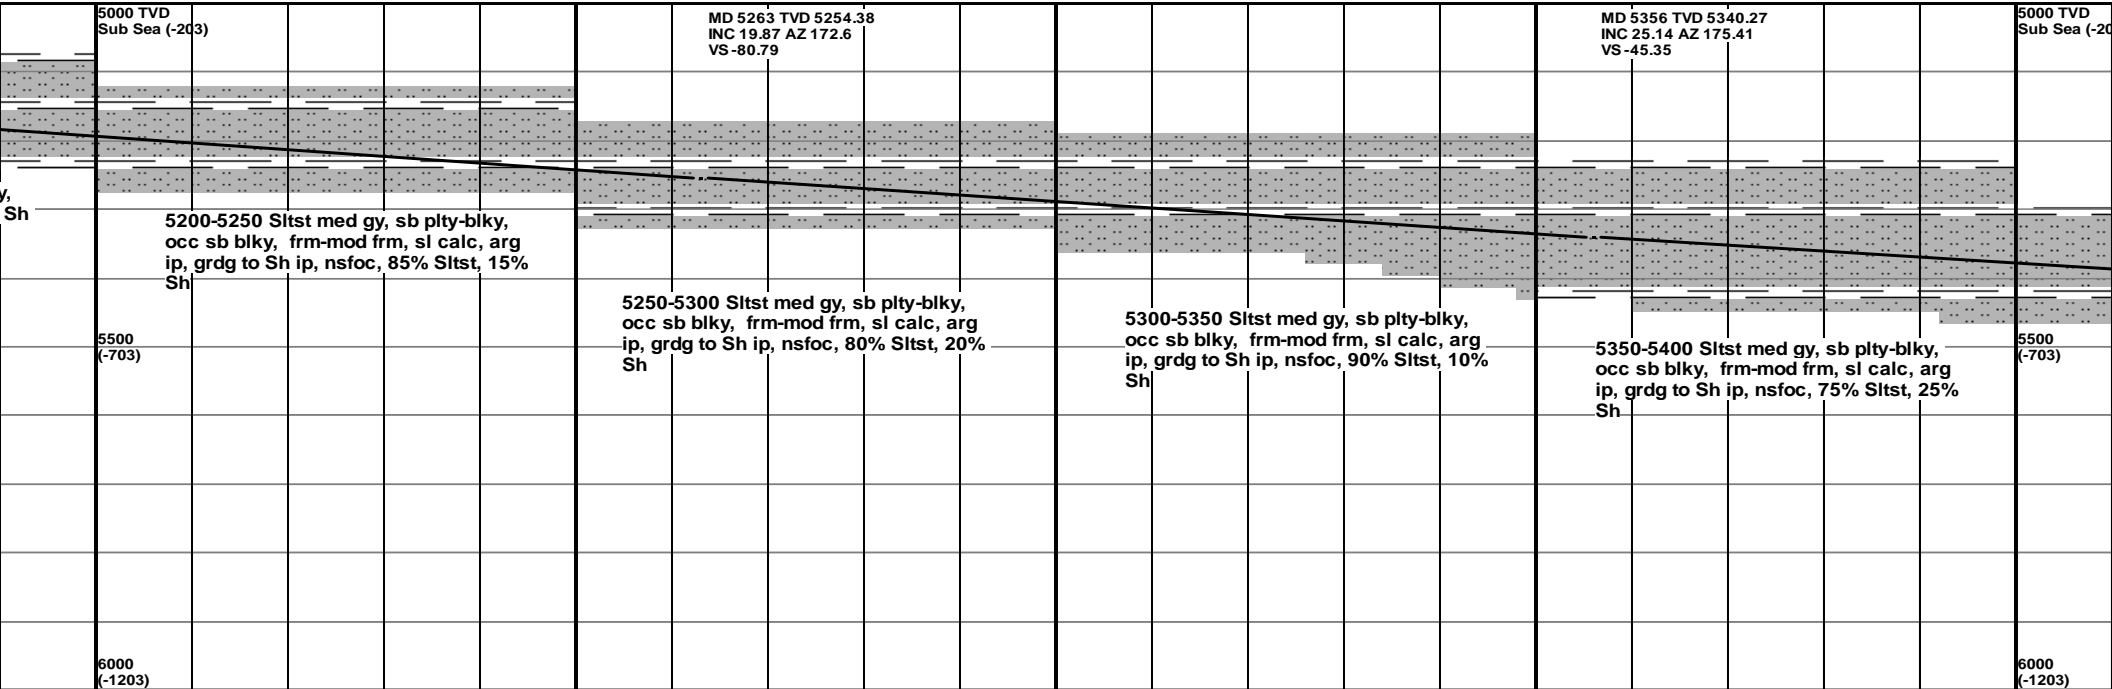 5000 TVD
Sub Sea (-203)
MD 5263 TVD 5254.38
INC 19.87 AZ 172.6
VS -80.79
MD 5356 TVD 5340.27
INC 25.14 AZ 175.41
VS -45.35
5000 TVD
Sub Sea (-20
y,
Sh
5200-5250 Sltst med gy, sb plty-blky,
occ sb blky, frm-mod frm, sl calc, arg
ip, grdg to Sh ip, nsfoc, 85% Sltst, 15%
Sh
5250-5300 Sltst med gy, sb plty-blky,
occ sb blky, frm-mod frm, sl calc, arg
ip, grdg to Sh ip, nsfoc, 80% Sltst, 20%
Sh
5300-5350 Sltst med gy, sb plty-blky,
occ sb blky, frm-mod frm, sl calc, arg
ip, grdg to Sh ip, nsfoc, 90% Sltst, 10%
Sh
5350-5400 Sltst med gy, sb plty-blky,
occ sb blky, frm-mod frm, sl calc, arg
ip, grdg to Sh ip, nsfoc, 75% Sltst, 25%
Sh
5500
(-703)
5500
(-703)
6000
(-1203)
6000
(-1203)